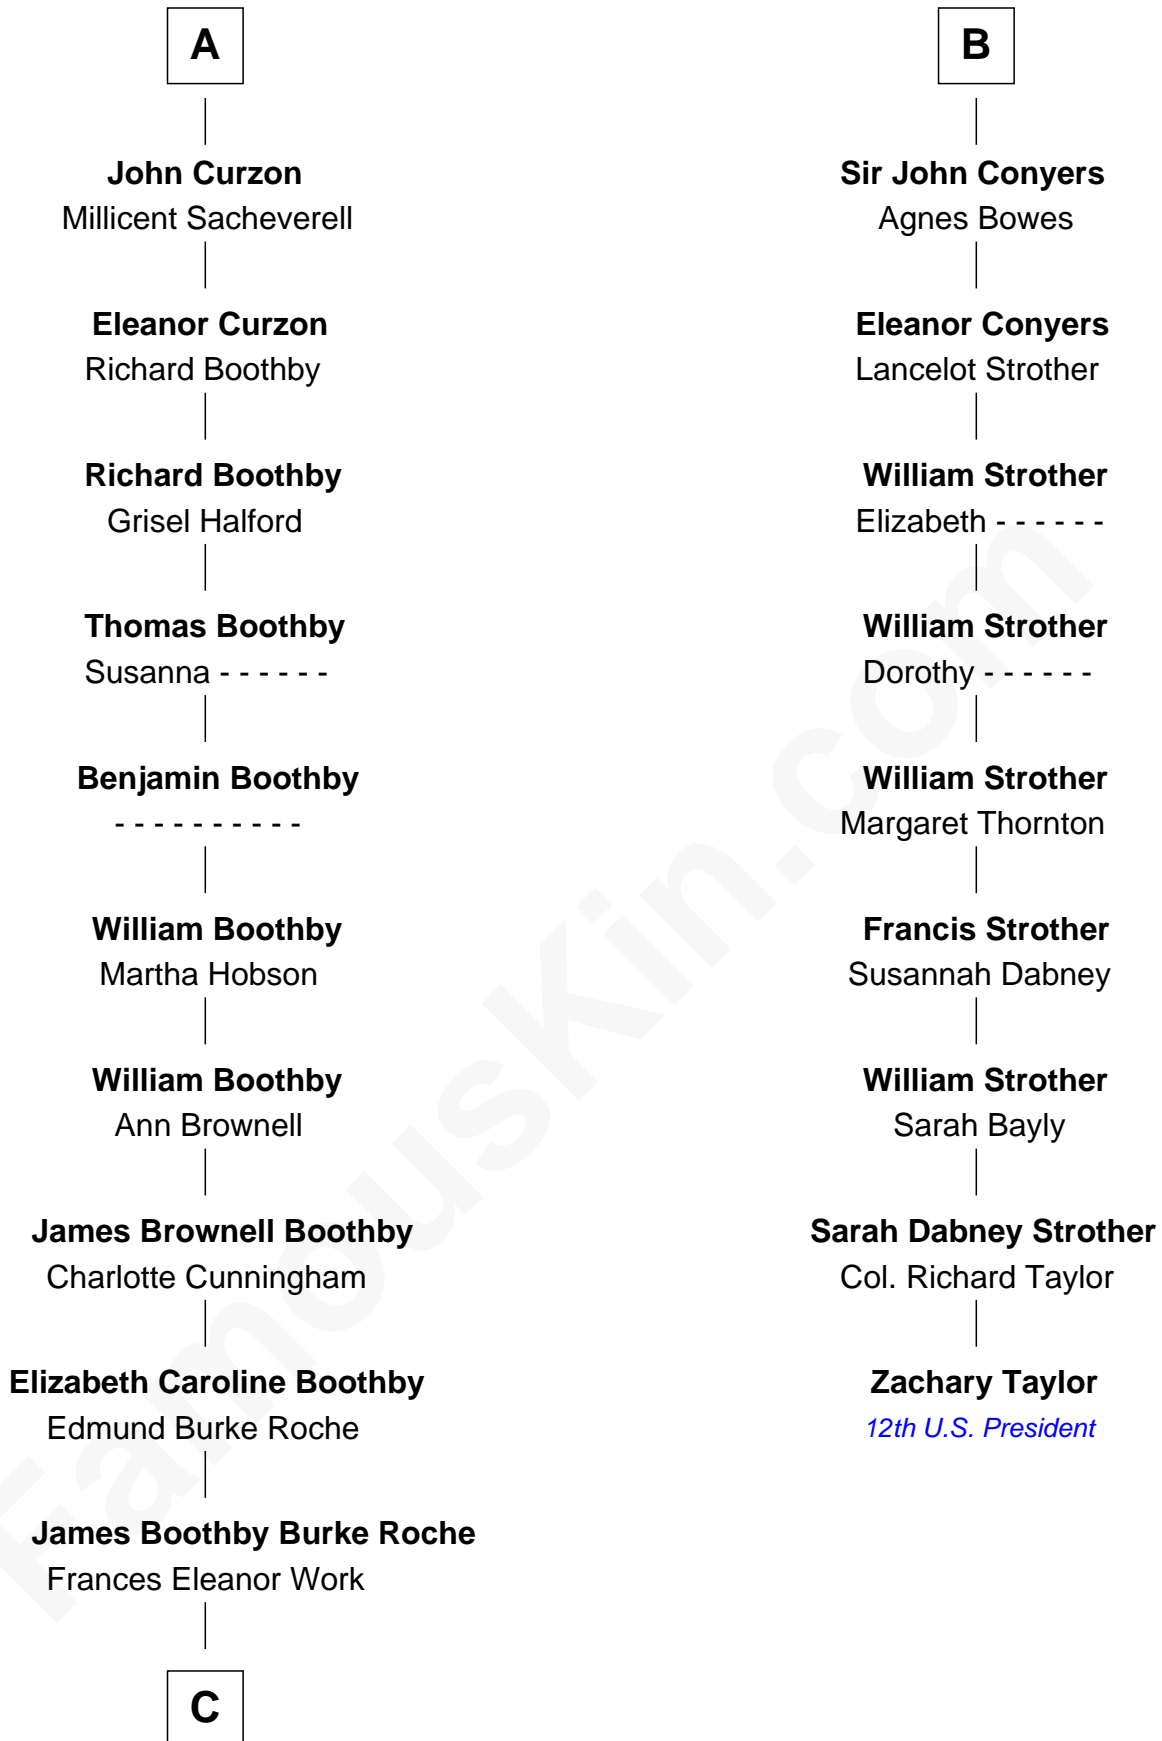 A
John Curzon
Millicent Sacheverell
Eleanor Curzon
Richard Boothby
Richard Boothby
Grisel Halford
Thomas Boothby
Susanna - - - - - -
Benjamin Boothby
- - - - - - - - - -
William Boothby
Martha Hobson
William Boothby
Ann Brownell
James Brownell Boothby
Charlotte Cunningham
Elizabeth Caroline Boothby
Edmund Burke Roche
James Boothby Burke Roche
Frances Eleanor Work
C
B
Sir John Conyers
Agnes Bowes
Eleanor Conyers
Lancelot Strother
William Strother
Elizabeth - - - - - -
William Strother
Dorothy - - - - - -
William Strother
Margaret Thornton
Francis Strother
Susannah Dabney
William Strother
Sarah Bayly
Sarah Dabney Strother
Col. Richard Taylor
Zachary Taylor
12th U.S. President
FamousKin.com